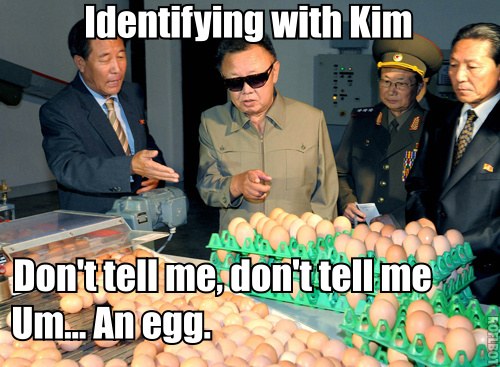 Identifying with Kim
Don't tell me, don't tell me
Um... An egg.